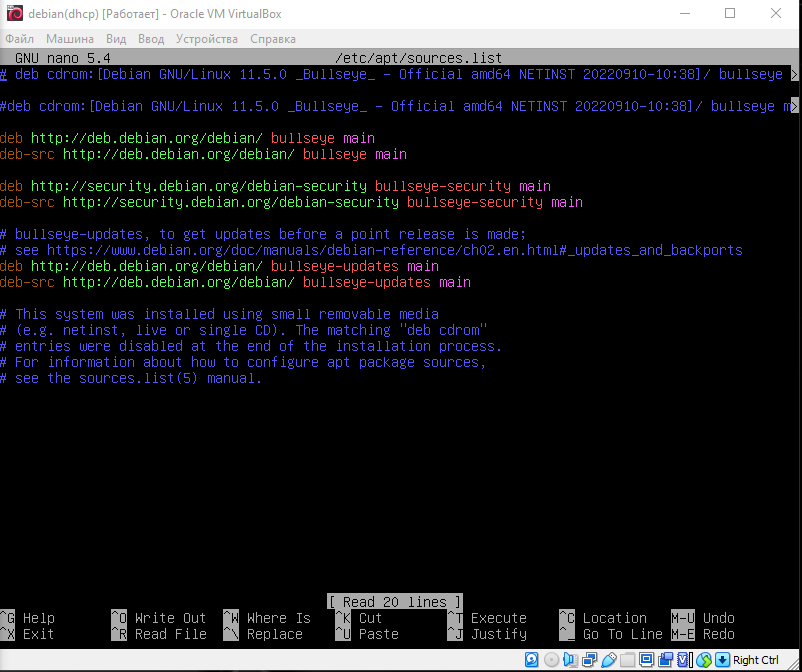 debian(dhcp) [Работает] - Oracle VM VirtualBox
Файл Машина Вид Ввод Устройства Справка
GNU nano 5.4 /etc/apt/sources.list
# deb cdrom:[Debian GNU/Linux 11.5.0 _Bullseye_ - Official amd64 NETINST 20220910-10:38]/ bullseye >
#deb cdrom:[Debian GNU/Linux 11.5.0 _Bullseye_ - Official amd64 NETINST 20220910-10:38]/ bullseye m>
deb http://deb.debian.org/debian/ bullseye main
deb-src http://deb.debian.org/debian/ bullseye main
deb http://security.debian.org/debian-security bullseye-security main
deb-src http://security.debian.org/debian-security bullseye-security main
# bullseye-updates, to get updates before a point release is made;
# see https://www.debian.org/doc/manuals/debian-reference/ch02.en.html#_updates_and_backports
deb http://deb.debian.org/debian/ bullseye-updates main
deb-src http://deb.debian.org/debian/ bullseye-updates main
# This system was installed using small removable media
# (e.g. netinst, live or single CD). The matching "deb cdrom"
# entries were disabled at the end of the installation process.
# For information about how to configure apt package sources,
# see the sources.list(5) manual.
[ Read 20 lines ]
^G Help ^O Write Out ^W Where Is ^K Cut ^T Execute ^C Location M-U Undo
^X Exit ^R Read File ^\ Replace ^U Paste ^J Justify ^_ Go To Line M-E Redo
Right Ctrl